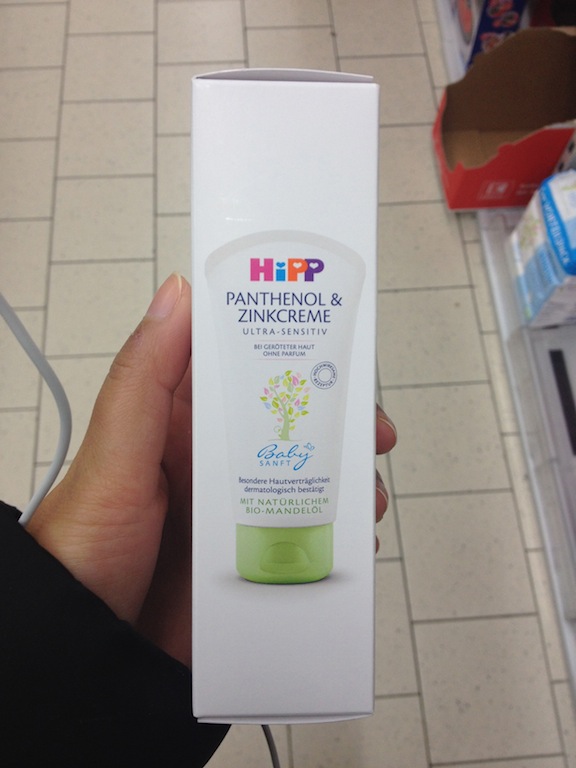 HiPP
PANTHENOL &
ZINKCREME
ULTRA-SENSITIV
BEI GERÖTETER HAUT
OHNE PARFUM
Baby
SANFT
Besondere Hautverträglichkeit
dermatologisch bestätigt
MIT NATÜRLICHEM
BIO-MANDELÖL